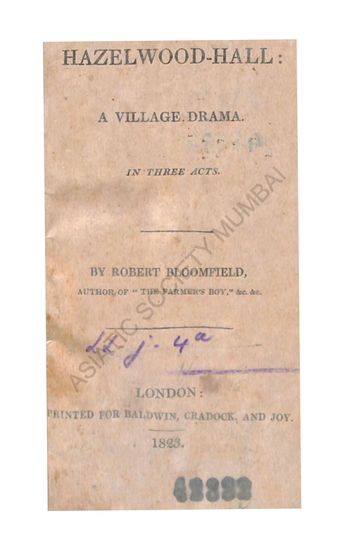 HAZELWOOD-HALL:
A VILLAGE DRAMA.
IN THREE ACTS.
BY ROBERT BLOOMFIELD,
AUTHOR OF "THE FARMER'S BOY," &c. &c.
ASIATIC SOCIETY MUMBAI
j. 4a
LONDON:
PRINTED FOR BALDWIN, CRADOCK, AND JOY.
1823.